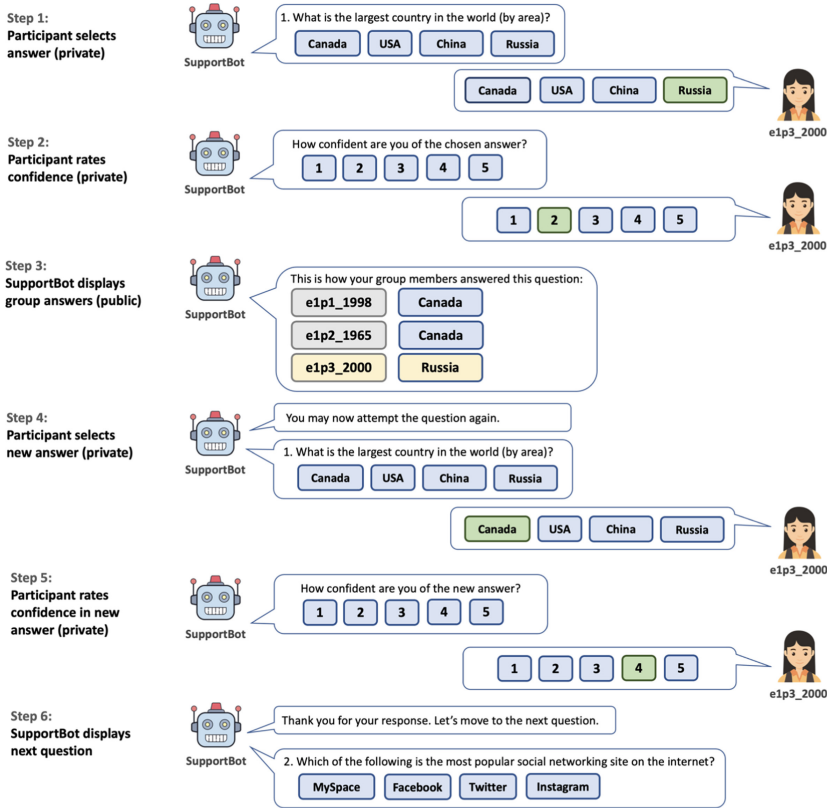 Step 1:
Participant selects
answer (private)
SupportBot
1. What is the largest country in the world (by area)?
Canada USA China Russia
Canada USA China Russia
e1p3_2000
Step 2:
Participant rates
confidence (private)
SupportBot
How confident are you of the chosen answer?
1 2 3 4 5
1 2 3 4 5
e1p3_2000
Step 3:
SupportBot displays
group answers (public)
SupportBot
This is how your group members answered this question:
e1p1_1998 Canada
e1p2_1965 Canada
e1p3_2000 Russia
Step 4:
Participant selects
new answer (private)
SupportBot
You may now attempt the question again.
1. What is the largest country in the world (by area)?
Canada USA China Russia
Canada USA China Russia
e1p3_2000
Step 5:
Participant rates
confidence in new
answer (private)
SupportBot
How confident are you of the new answer?
1 2 3 4 5
1 2 3 4 5
e1p3_2000
Step 6:
SupportBot displays
next question
SupportBot
Thank you for your response. Let's move to the next question.
2. Which of the following is the most popular social networking site on the internet?
MySpace Facebook Twitter Instagram